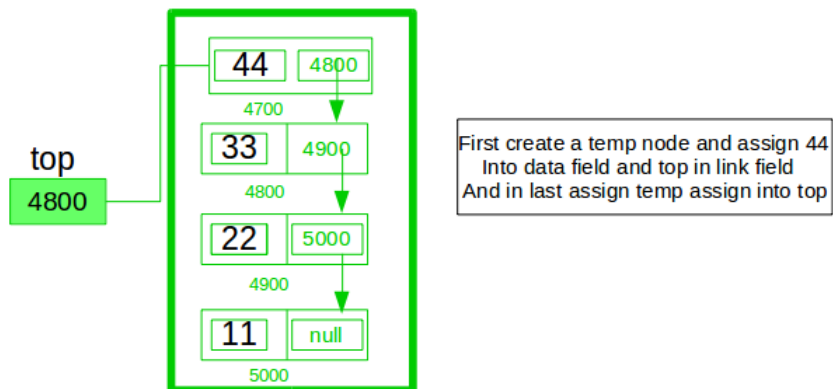 44 4800
4700
33 4900
top
4800
4800
22 5000
4900
11 null
5000
First create a temp node and assign 44
Into data field and top in link field
And in last assign temp assign into top